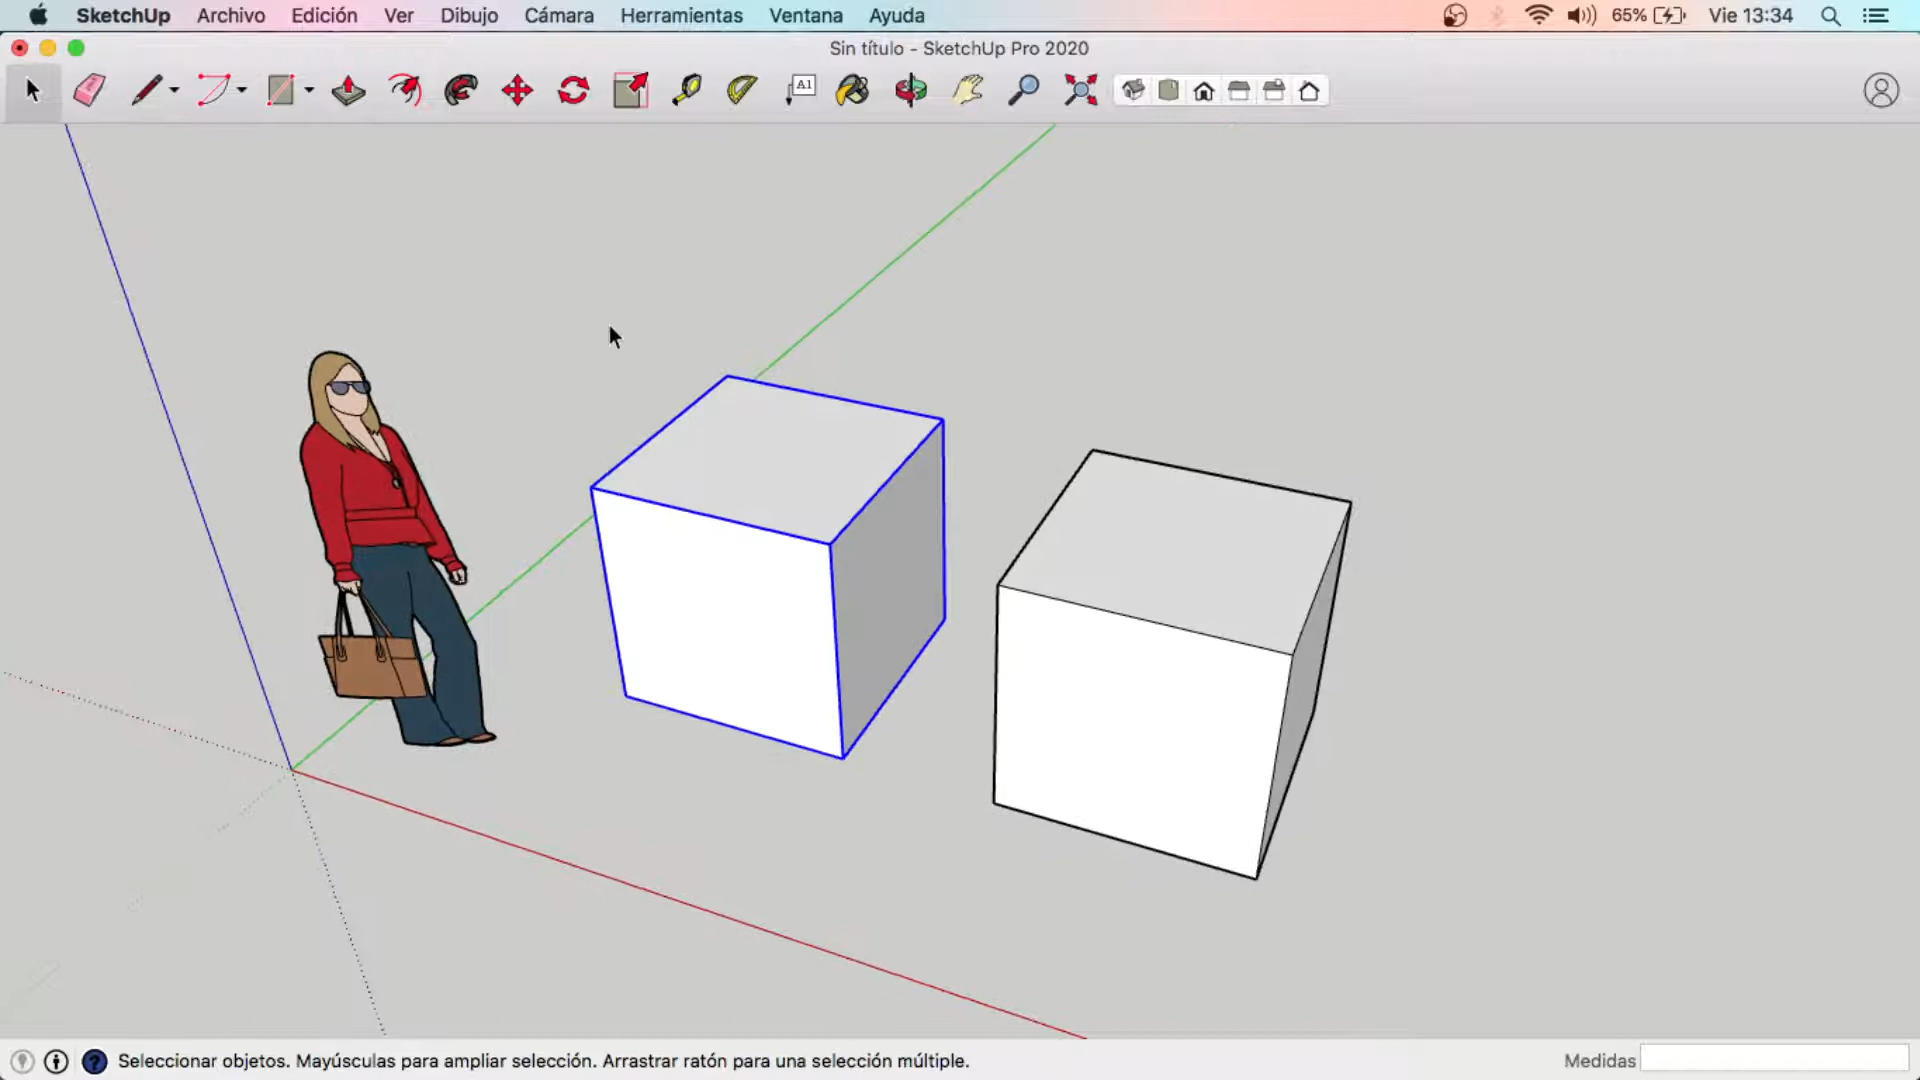 SketchUp Archivo Edición Ver Dibujo Cámara Herramientas Ventana Ayuda 65% Vie 13:34
Sin título - SketchUp Pro 2020
A1
Seleccionar objetos. Mayúsculas para ampliar selección. Arrastrar ratón para una selección múltiple. Medidas